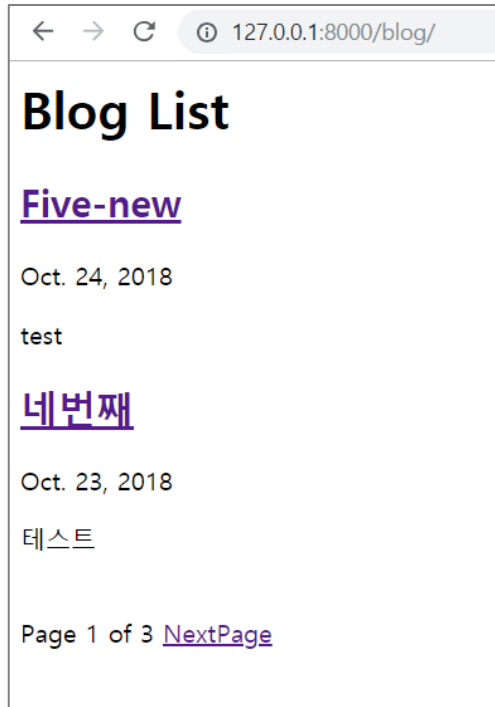 127.0.0.1:8000/blog/
Blog List
Five-new
Oct. 24, 2018
test
네번째
Oct. 23, 2018
테스트
Page 1 of 3 NextPage